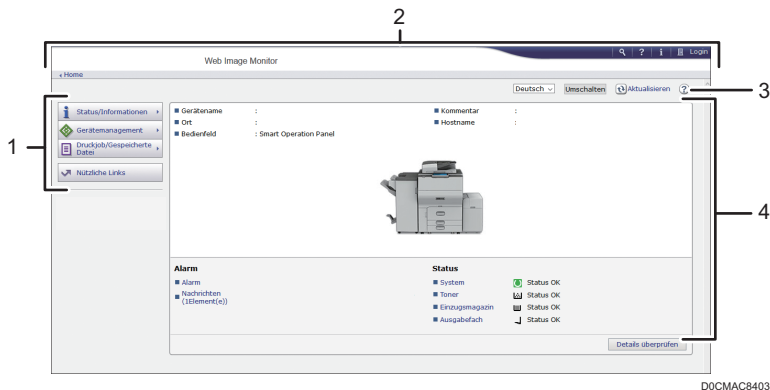 2
Web Image Monitor
? i Login
Home
Deutsch Umschalten Aktualisieren ?
3
1
Status/Informationen
Gerätemanagement
Druckjob/Gespeicherte
Datei
Nützliche Links
Gerätename :
Ort :
Bedienfeld : Smart Operation Panel
Kommentar :
Hostname :
4
Alarm
Alarm
Nachrichten
(1Element(e))
Status
System Status OK
Toner Status OK
Einzugsmagazin Status OK
Ausgabefach Status OK
Details überprüfen
D0CMAC8403